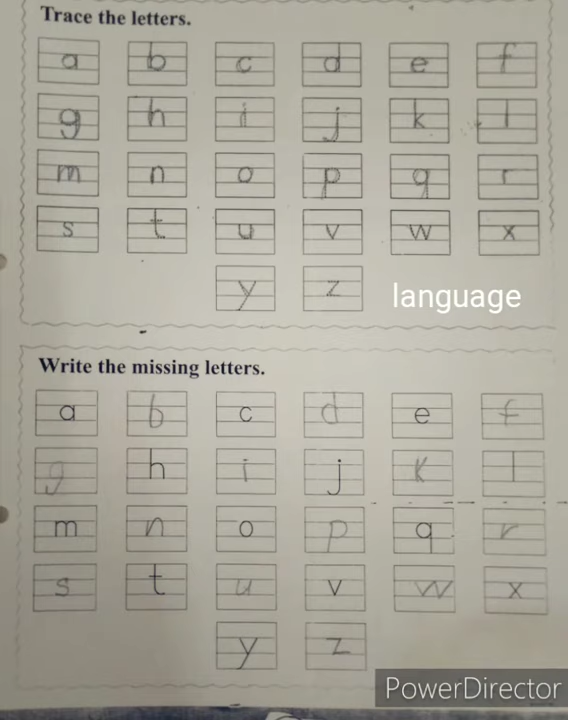 Trace the letters.
a b c d e f
g h i j k l
m n o p q r
s t u v w x
y z
language
Write the missing letters.
a b c d e f
g h i j k l
m n o p q r
s t u v w x
y z
PowerDirector